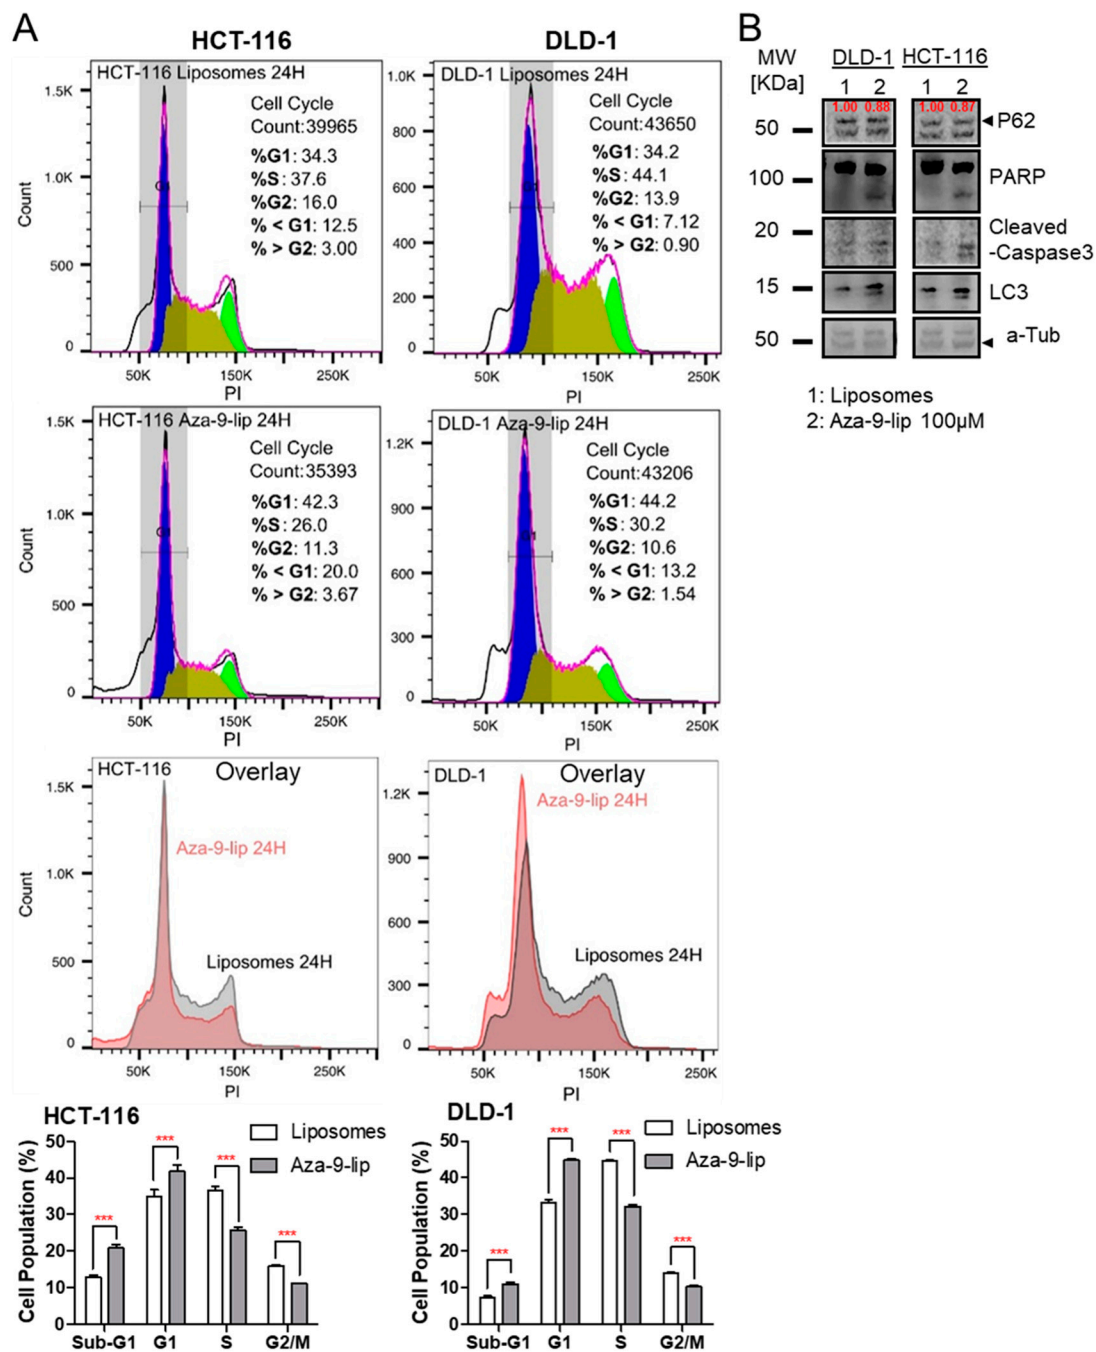 A
HCT-116
DLD-1
HCT-116 Liposomes 24H
Cell Cycle
Count:39965
%G1: 34.3
%S: 37.6
%G2: 16.0
% < G1: 12.5
% > G2: 3.00
Count
1.5K
1.0K
500
0
50K
150K
250K
PI
DLD-1 Liposomes 24H
Cell Cycle
Count:43650
%G1: 34.2
%S: 44.1
%G2: 13.9
% < G1: 7.12
% > G2: 0.90
1.0K
800
600
400
200
0
50K
150K
250K
PI
HCT-116 Aza-9-lip 24H
Cell Cycle
Count:35393
%G1: 42.3
%S: 26.0
%G2: 11.3
% < G1: 20.0
% > G2: 3.67
Count
1.5K
1.0K
500
0
50K
150K
250K
PI
DLD-1 Aza-9-lip 24H
Cell Cycle
Count:43206
%G1: 44.2
%S: 30.2
%G2: 10.6
% < G1: 13.2
% > G2: 1.54
1.2K
900
600
300
0
50K
150K
250K
PI
HCT-116
Overlay
Aza-9-lip 24H
Liposomes 24H
Count
1.5K
1.0K
500
0
50K
150K
250K
PI
DLD-1
Overlay
Aza-9-lip 24H
Liposomes 24H
1.2K
900
600
300
0
50K
150K
250K
PI
HCT-116
Liposomes
Aza-9-lip
Cell Population (%)
50
40
30
20
10
0
***
***
***
***
Sub-G1
G1
S
G2/M
DLD-1
Liposomes
Aza-9-lip
Cell Population (%)
50
40
30
20
10
0
***
***
***
***
Sub-G1
G1
S
G2/M
B
MW
[KDa]
DLD-1 HCT-116
1 2 1 2
1.00 0.88 1.00 0.87
50
P62
100
PARP
20
Cleaved
-Caspase3
15
LC3
50
a-Tub
1: Liposomes
2: Aza-9-lip 100µM